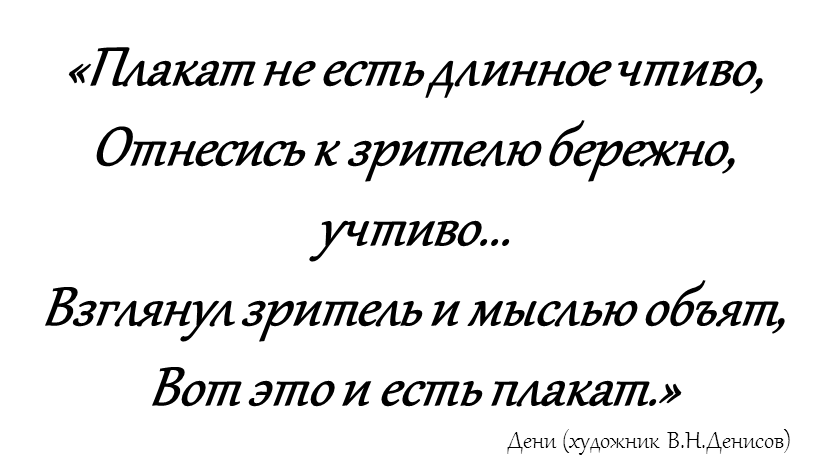 «Плакат не есть длинное чтиво,
Отнесись к зрителю бережно,
учтиво...
Взглянул зритель и мыслью объят,
Вот это и есть плакат.»
Дени (художник В.Н.Денисов)